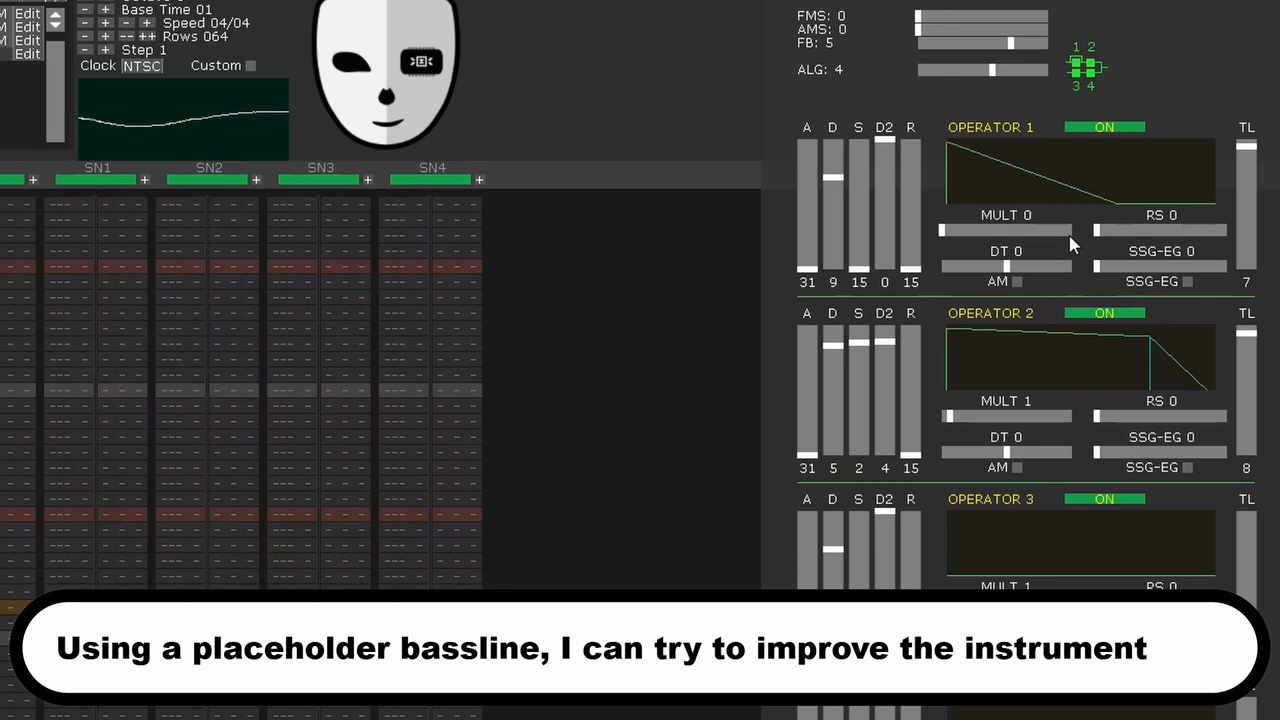 M Edit
M Edit
M Edit
Edit
- + Base Time 01
- + - + Speed 04/04
- + -- ++ Rows 064
- + Step 1
Clock NTSC Custom
SN1 SN2 SN3 SN4
+ + + + +
FMS: 0
AMS: 0
FB: 5
ALG: 4
1 2
3 4
A D S D2 R OPERATOR 1 ON TL
MULT 0 RS 0
DT 0 SSG-EG 0
31 9 15 0 15 AM SSG-EG 7
A D S D2 R OPERATOR 2 ON TL
MULT 1 RS 0
DT 0 SSG-EG 0
31 5 2 4 15 AM SSG-EG 8
A D S D2 R OPERATOR 3 ON TL
MULT 1 RS 0
Using a placeholder bassline, I can try to improve the instrument